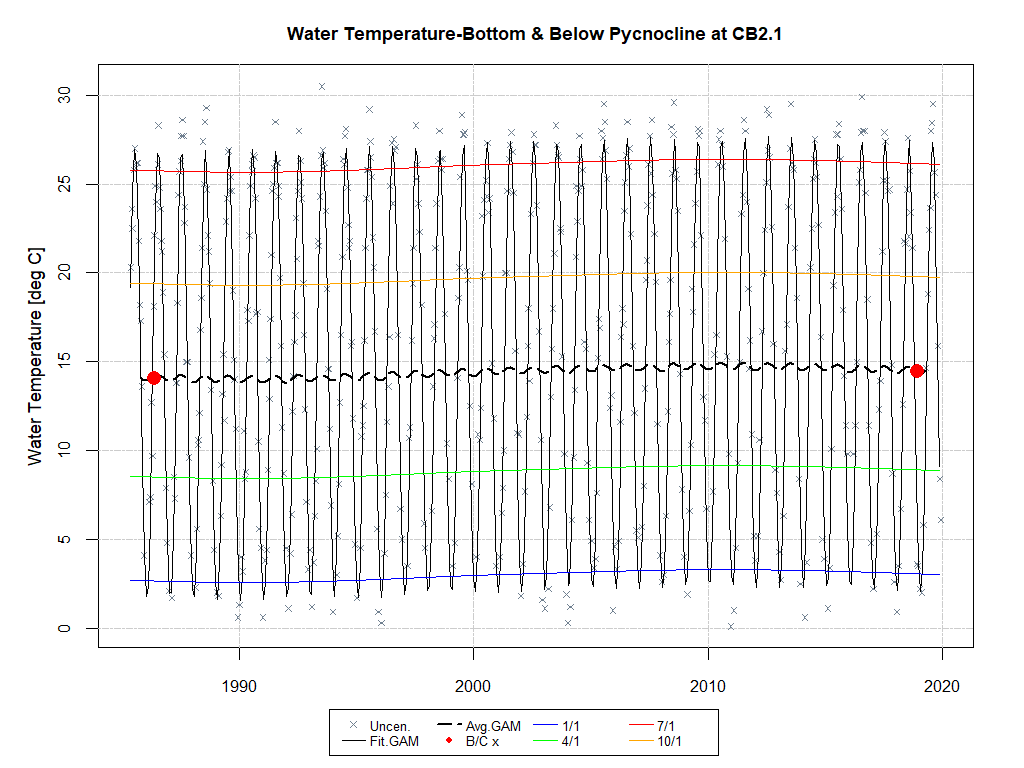 Water Temperature-Bottom & Below Pycnocline at CB2.1
Water Temperature [deg C]
30
25
20
15
10
5
0
1990 2000 2010 2020
Uncen. Avg.GAM 1/1 7/1
Fit.GAM B/C x 4/1 10/1